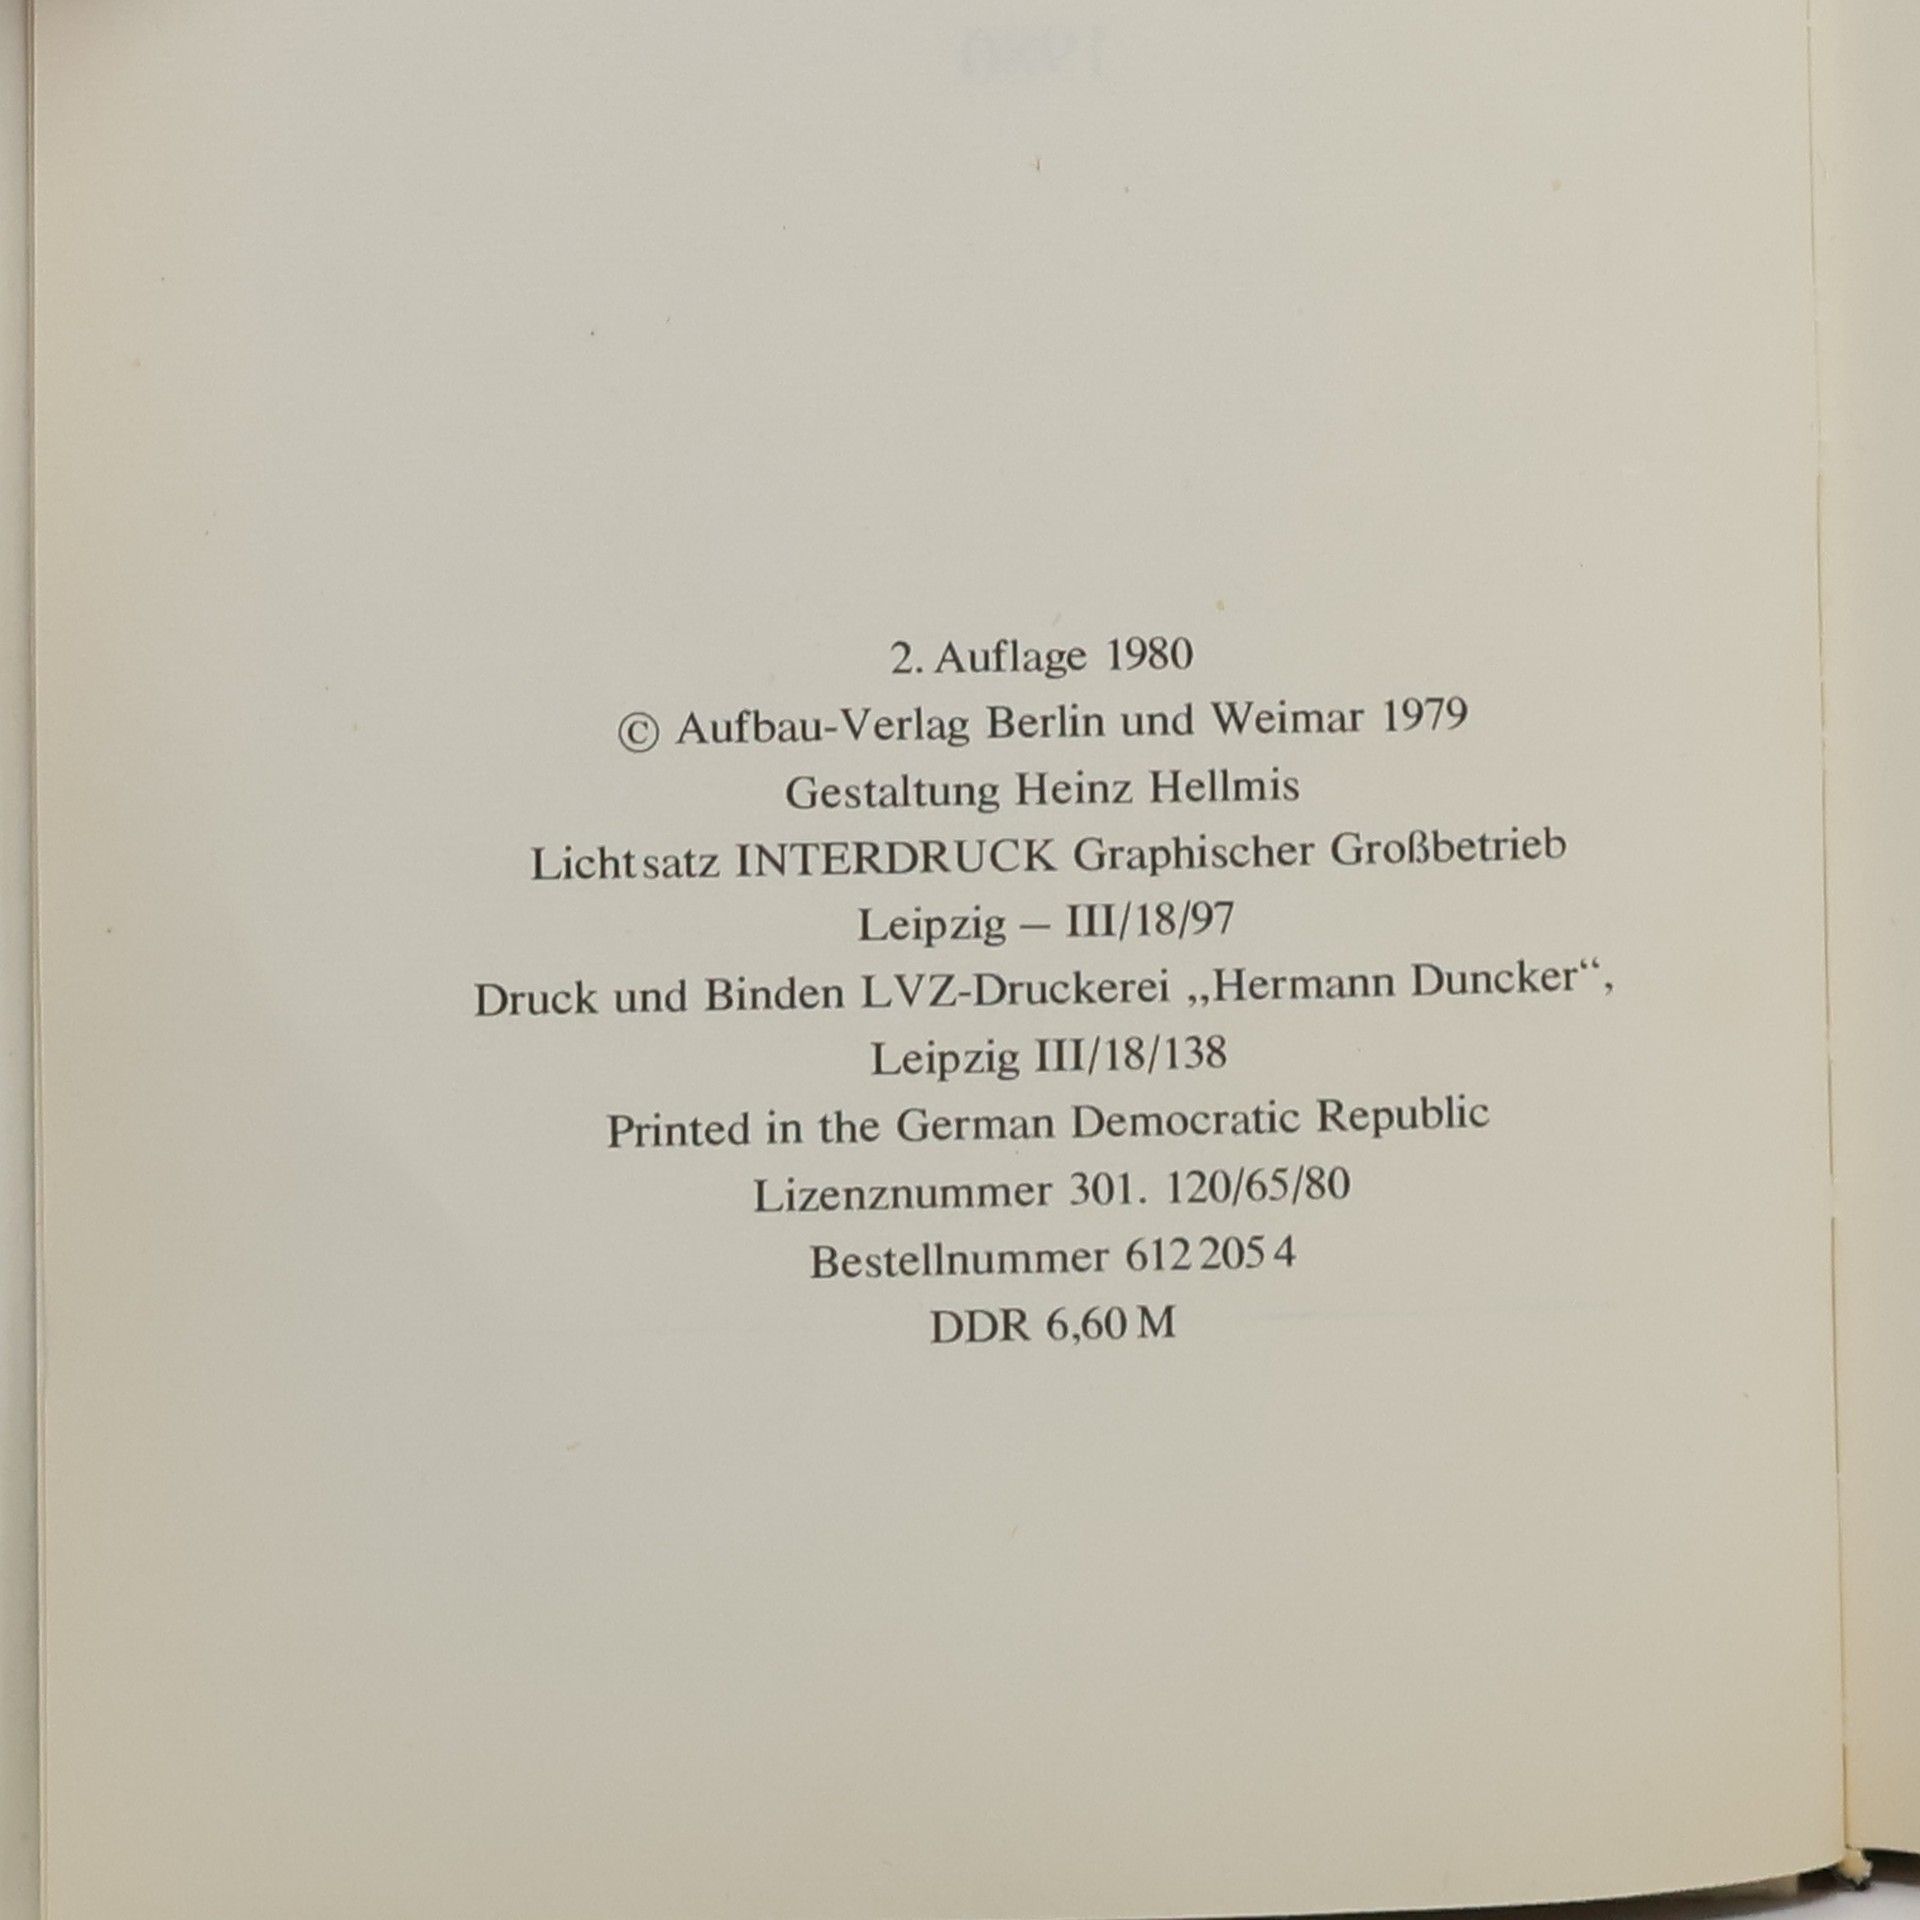 2. Auflage 1980
© Aufbau-Verlag Berlin und Weimar 1979
Gestaltung Heinz Hellmis
Lichtsatz INTERDRUCK Graphischer Großbetrieb
Leipzig – III/18/97
Druck und Binden LVZ-Druckerei „Hermann Duncker“,
Leipzig III/18/138
Printed in the German Democratic Republic
Lizenznummer 301. 120/65/80
Bestellnummer 612 205 4
DDR 6,60 M